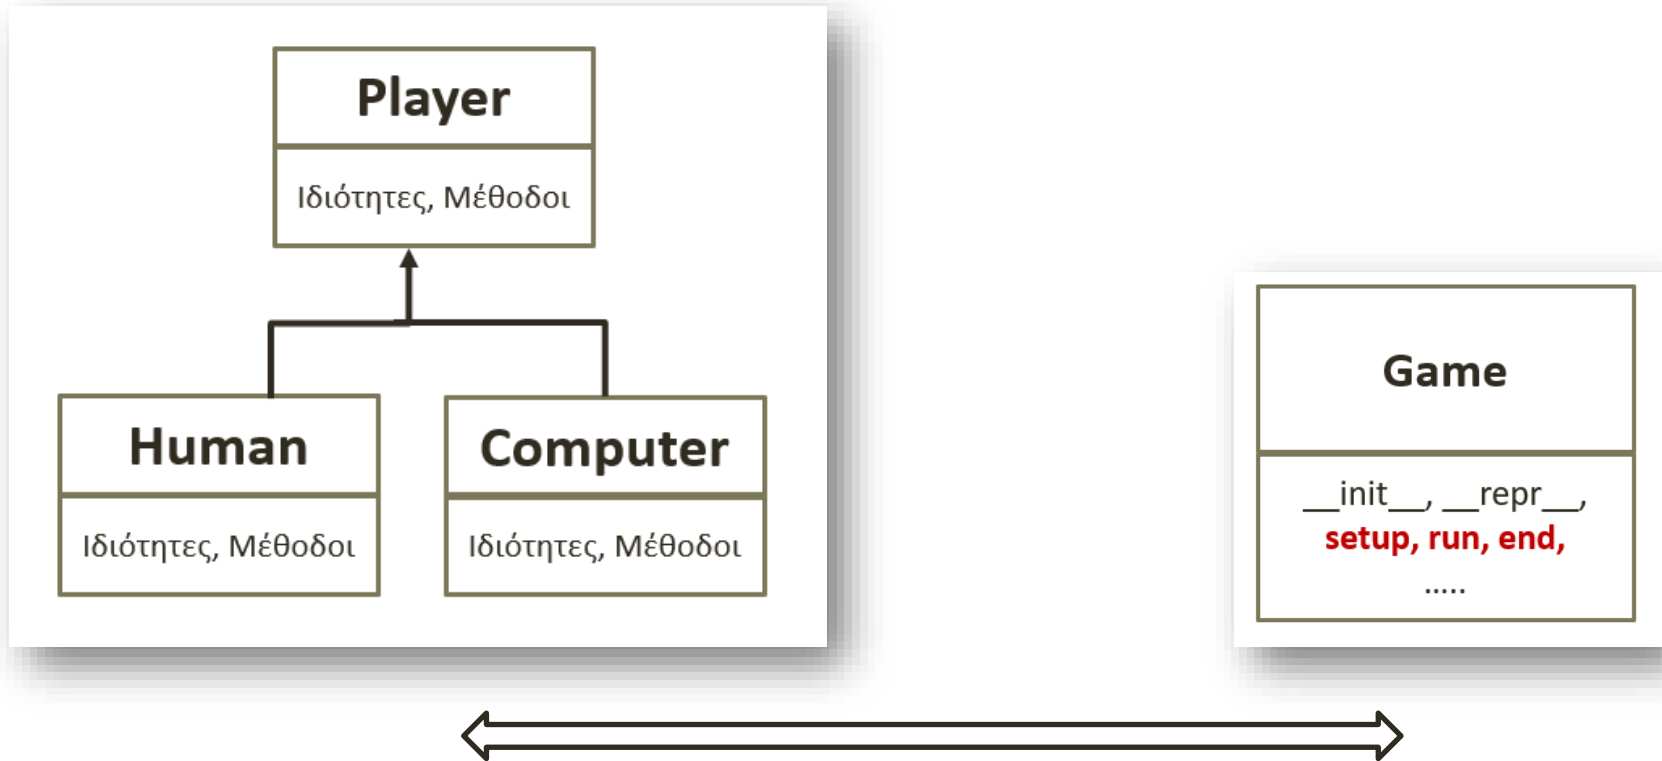 Player
Ιδιότητες, Μέθοδοι
Human
Ιδιότητες, Μέθοδοι
Computer
Ιδιότητες, Μέθοδοι
Game
__init__, __repr__,
setup, run, end,
.....